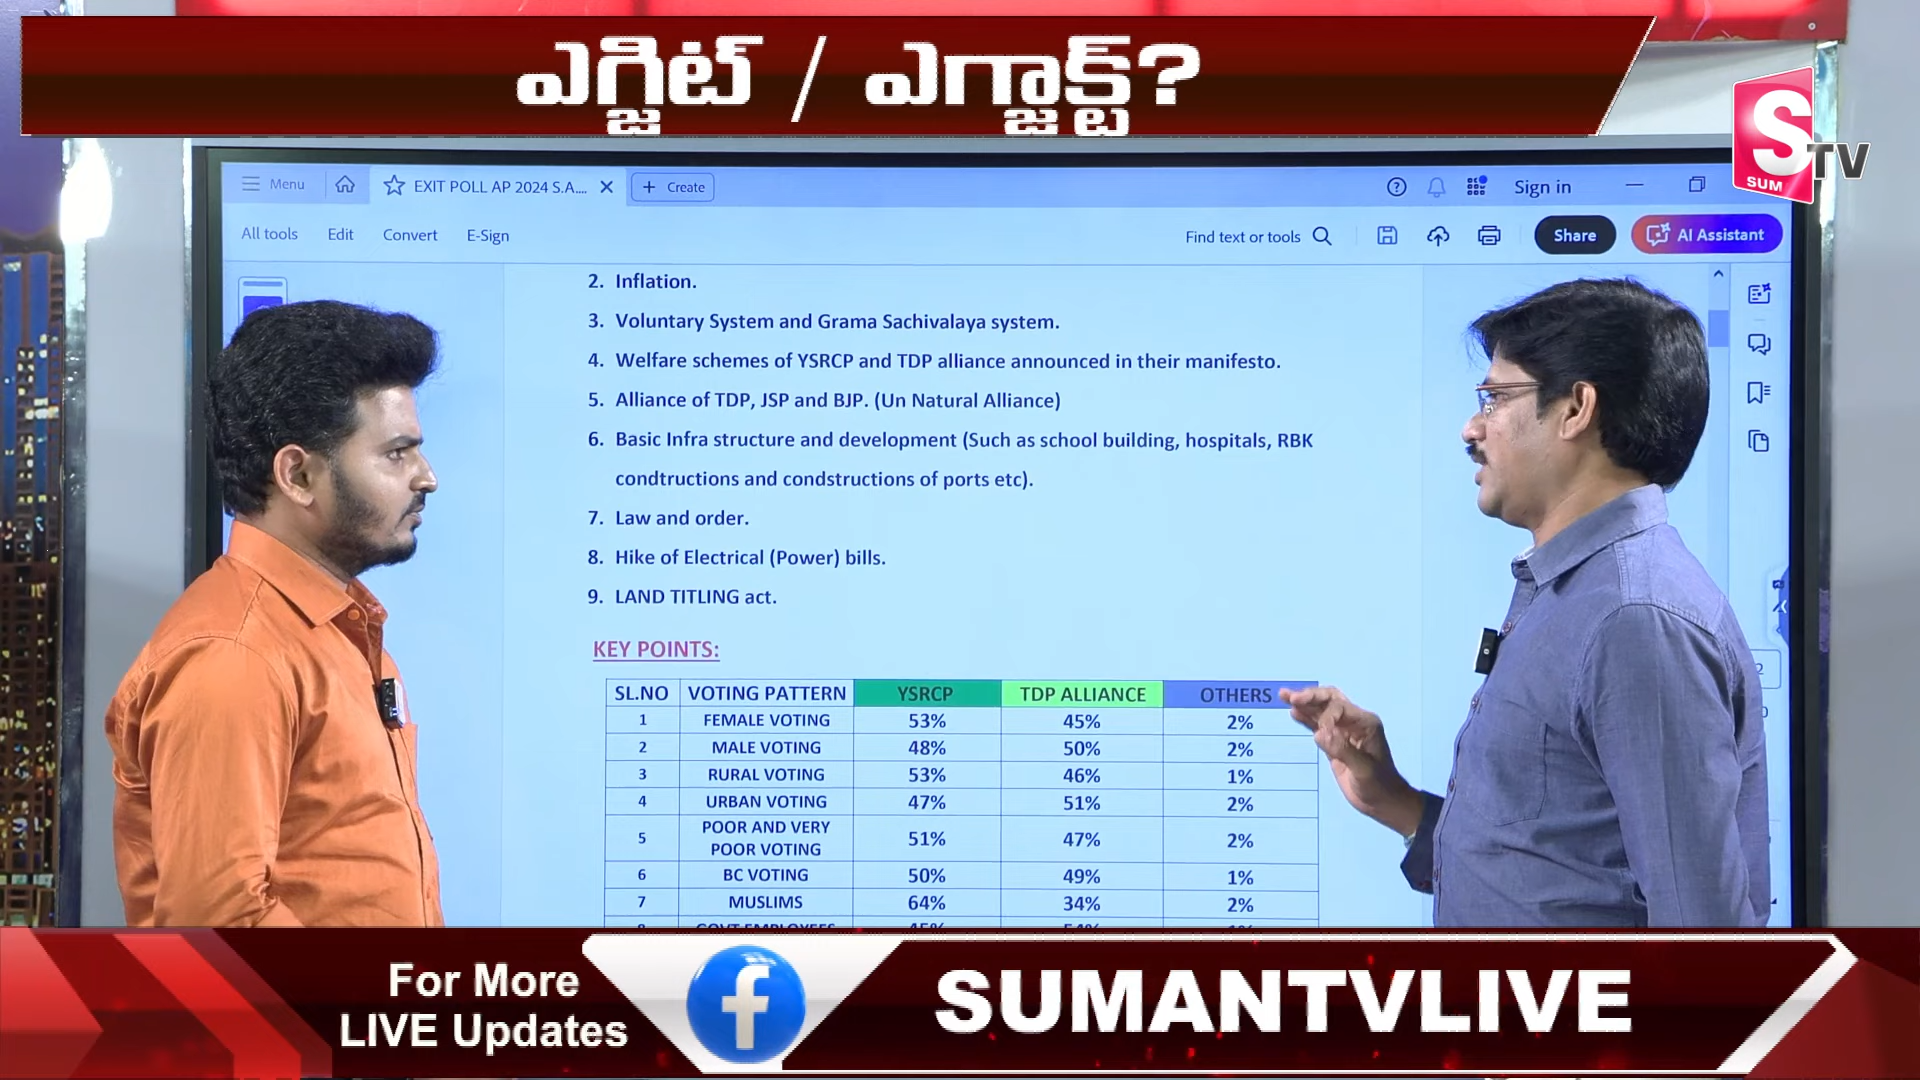 ఎగ్జిట్ / ఎగ్జాక్ట్?
S
SUM
TV
Menu
EXIT POLL AP 2024 S.A....
+ Create
Sign in
All tools
Edit
Convert
E-Sign
Find text or tools
Share
AI Assistant
2. Inflation.
3. Voluntary System and Grama Sachivalaya system.
4. Welfare schemes of YSRCP and TDP alliance announced in their manifesto.
5. Alliance of TDP, JSP and BJP. (Un Natural Alliance)
6. Basic Infra structure and development (Such as school building, hospitals, RBK
condtructions and condstructions of ports etc).
7. Law and order.
8. Hike of Electrical (Power) bills.
9. LAND TITLING act.
KEY POINTS:
SL.NO VOTING PATTERN YSRCP TDP ALLIANCE OTHERS
1 FEMALE VOTING 53% 45% 2%
2 MALE VOTING 48% 50% 2%
3 RURAL VOTING 53% 46% 1%
4 URBAN VOTING 47% 51% 2%
5 POOR AND VERY
POOR VOTING 51% 47% 2%
6 BC VOTING 50% 49% 1%
7 MUSLIMS 64% 34% 2%
For More
LIVE Updates
f
SUMANTVLIVE